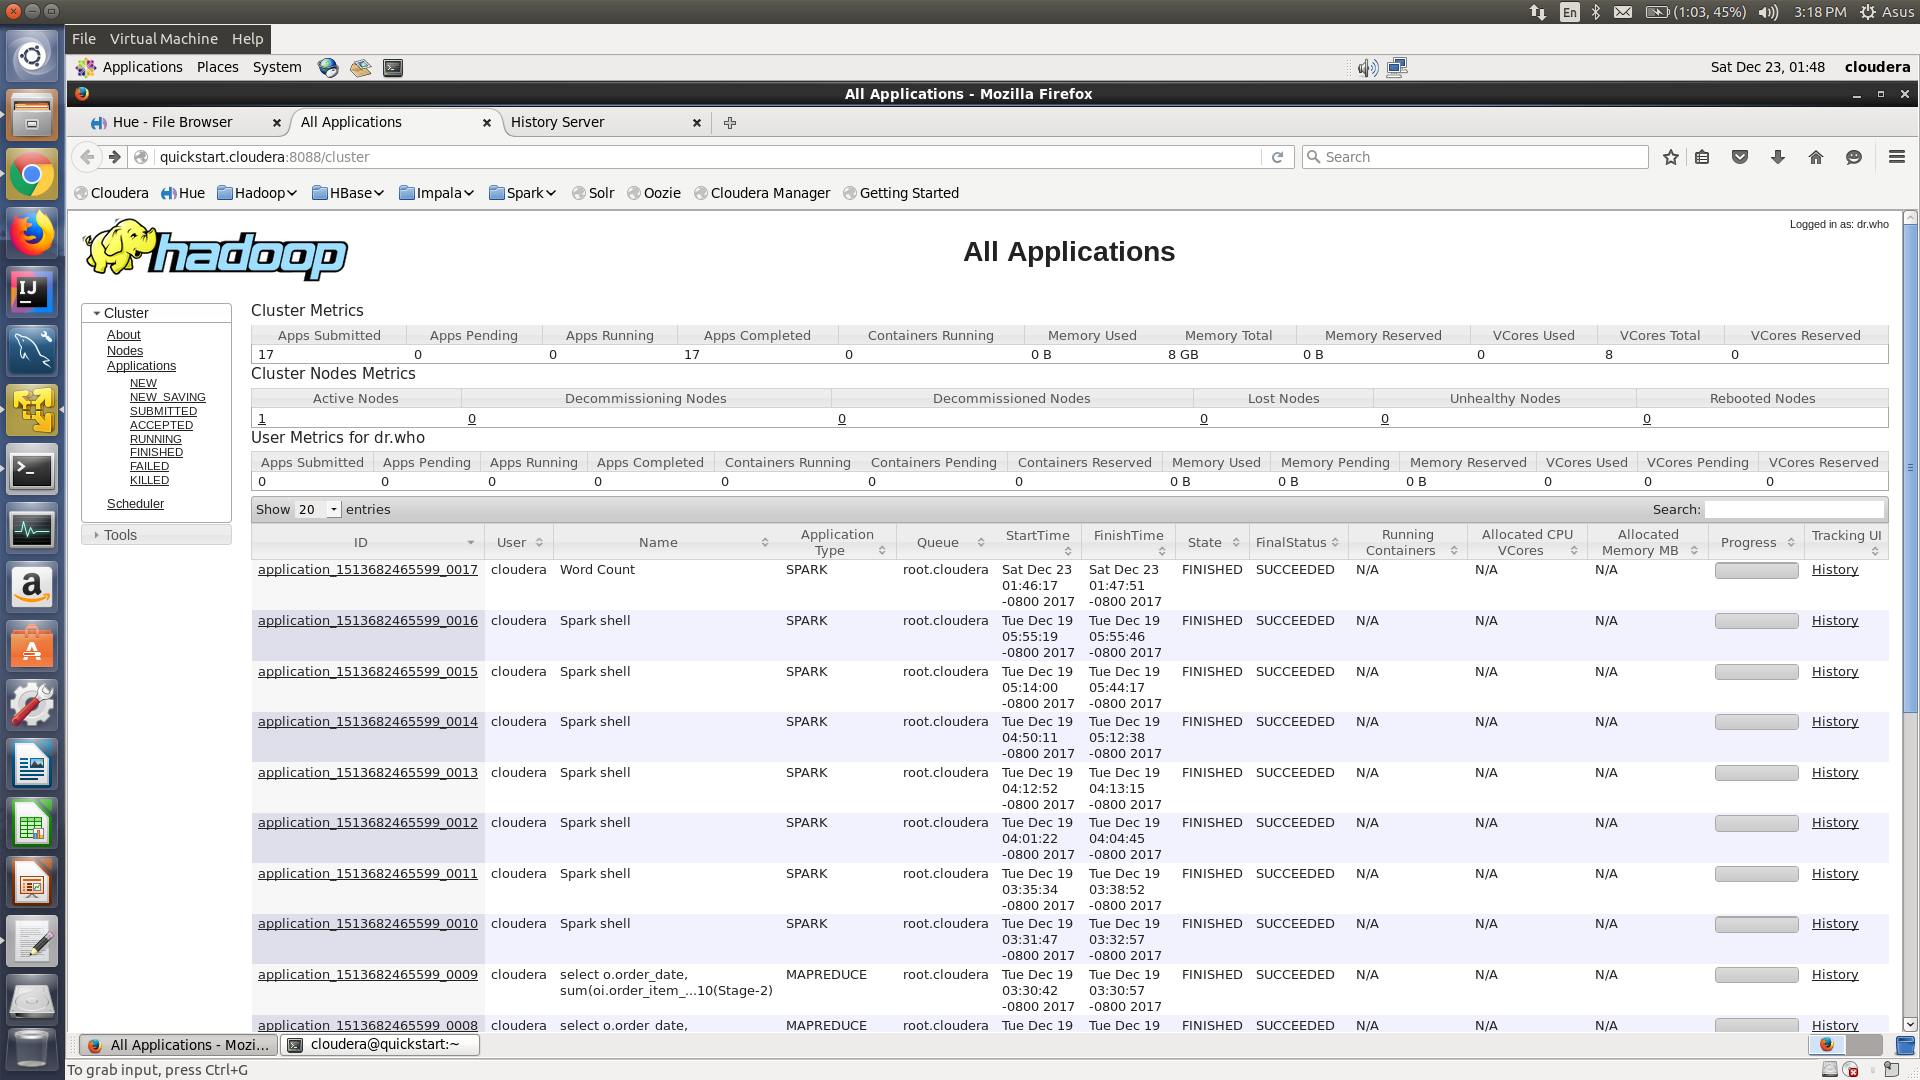 En
(1:03, 45%)
3:18 PM
Asus
File Virtual Machine Help
Applications Places System
Sat Dec 23, 01:48
cloudera
All Applications - Mozilla Firefox
Hue - File Browser
All Applications
History Server
quickstart.cloudera:8088/cluster
Search
Cloudera Hue Hadoop HBase Impala Spark Solr Oozie Cloudera Manager Getting Started
Logged in as: dr.who
hadoop
All Applications
Cluster
About
Nodes
Applications
NEW
NEW_SAVING
SUBMITTED
ACCEPTED
RUNNING
FINISHED
FAILED
KILLED
Scheduler
Tools
Cluster Metrics
Apps Submitted Apps Pending Apps Running Apps Completed Containers Running Memory Used Memory Total Memory Reserved VCores Used VCores Total VCores Reserved
17 0 0 17 0 0 B 8 GB 0 B 0 8 0
Cluster Nodes Metrics
Active Nodes Decommissioning Nodes Decommissioned Nodes Lost Nodes Unhealthy Nodes Rebooted Nodes
1 0 0 0 0 0
User Metrics for dr.who
Apps Submitted Apps Pending Apps Running Apps Completed Containers Running Containers Pending Containers Reserved Memory Used Memory Pending Memory Reserved VCores Used VCores Pending VCores Reserved
0 0 0 0 0 0 0 0 B 0 B 0 B 0 0 0
Show 20 entries
Search:
ID User Name Application Type Queue StartTime FinishTime State FinalStatus Running Containers Allocated CPU VCores Allocated Memory MB Progress Tracking UI
application_1513682465599_0017 cloudera Word Count SPARK root.cloudera Sat Dec 23 Sat Dec 23 FINISHED SUCCEEDED N/A N/A N/A History
01:46:17 01:47:51
-0800 2017 -0800 2017
application_1513682465599_0016 cloudera Spark shell SPARK root.cloudera Tue Dec 19 Tue Dec 19 FINISHED SUCCEEDED N/A N/A N/A History
05:55:19 05:55:46
-0800 2017 -0800 2017
application_1513682465599_0015 cloudera Spark shell SPARK root.cloudera Tue Dec 19 Tue Dec 19 FINISHED SUCCEEDED N/A N/A N/A History
05:14:00 05:44:17
-0800 2017 -0800 2017
application_1513682465599_0014 cloudera Spark shell SPARK root.cloudera Tue Dec 19 Tue Dec 19 FINISHED SUCCEEDED N/A N/A N/A History
04:50:11 05:12:38
-0800 2017 -0800 2017
application_1513682465599_0013 cloudera Spark shell SPARK root.cloudera Tue Dec 19 Tue Dec 19 FINISHED SUCCEEDED N/A N/A N/A History
04:12:52 04:13:15
-0800 2017 -0800 2017
application_1513682465599_0012 cloudera Spark shell SPARK root.cloudera Tue Dec 19 Tue Dec 19 FINISHED SUCCEEDED N/A N/A N/A History
04:01:22 04:04:45
-0800 2017 -0800 2017
application_1513682465599_0011 cloudera Spark shell SPARK root.cloudera Tue Dec 19 Tue Dec 19 FINISHED SUCCEEDED N/A N/A N/A History
03:35:34 03:38:52
-0800 2017 -0800 2017
application_1513682465599_0010 cloudera Spark shell SPARK root.cloudera Tue Dec 19 Tue Dec 19 FINISHED SUCCEEDED N/A N/A N/A History
03:31:47 03:32:57
-0800 2017 -0800 2017
application_1513682465599_0009 cloudera select o.order_date, MAPREDUCE root.cloudera Tue Dec 19 Tue Dec 19 FINISHED SUCCEEDED N/A N/A N/A History
sum(oi.order_item_...10(Stage-2) 03:30:42 03:30:57
-0800 2017 -0800 2017
application_1513682465599_0008 cloudera select o.order_date, MAPREDUCE root.cloudera Tue Dec 19 Tue Dec 19 FINISHED SUCCEEDED N/A N/A N/A History
All Applications - Mozi...
cloudera@quickstart:~
To grab input, press Ctrl+G